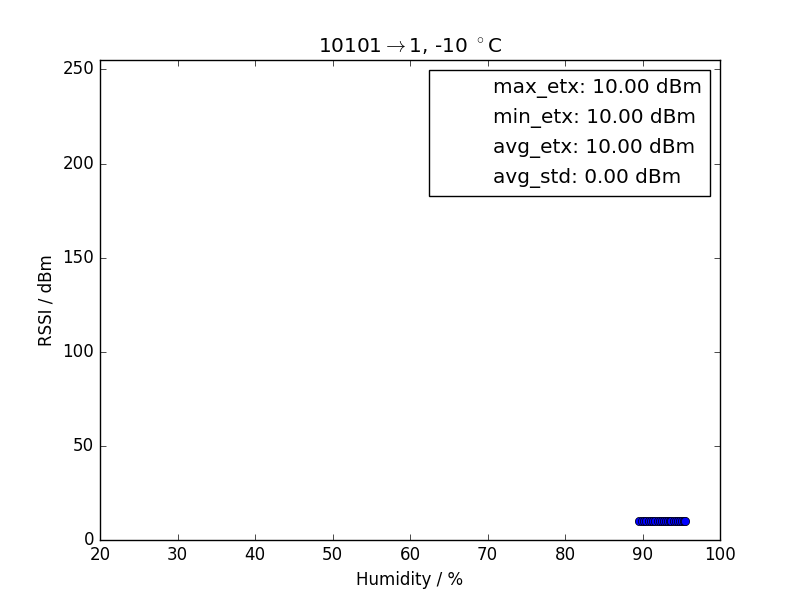 10101→1, -10 °C
max_etx: 10.00 dBm
min_etx: 10.00 dBm
avg_etx: 10.00 dBm
avg_std: 0.00 dBm
RSSI / dBm
250
200
150
100
50
0
20 30 40 50 60 70 80 90 100
Humidity / %